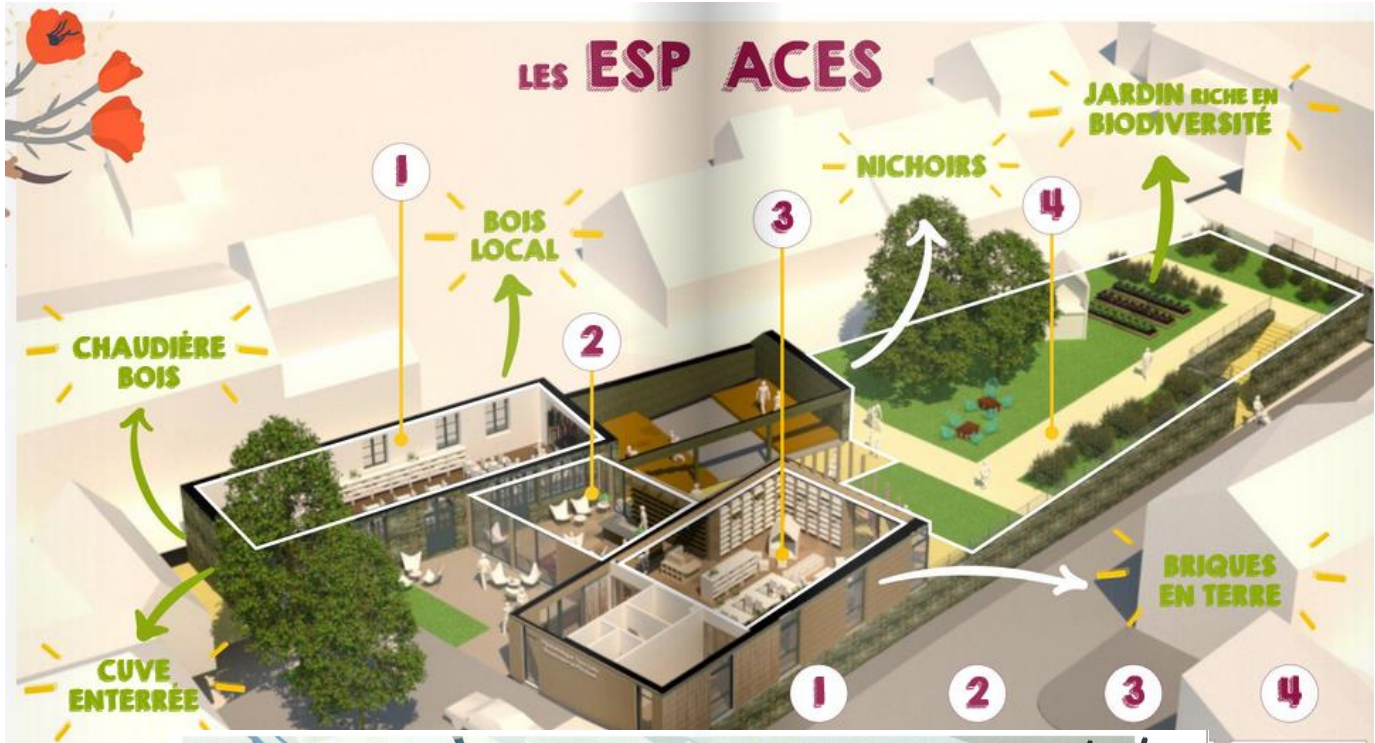 LES ESP ACES
JARDIN RICHE EN
BIODIVERSITÉ
NICHOIRS
1
BOIS
LOCAL
3
4
2
CHAUDIÈRE
BOIS
BRIQUES
EN TERRE
CUVE
ENTERRÉE
1 2 3 4